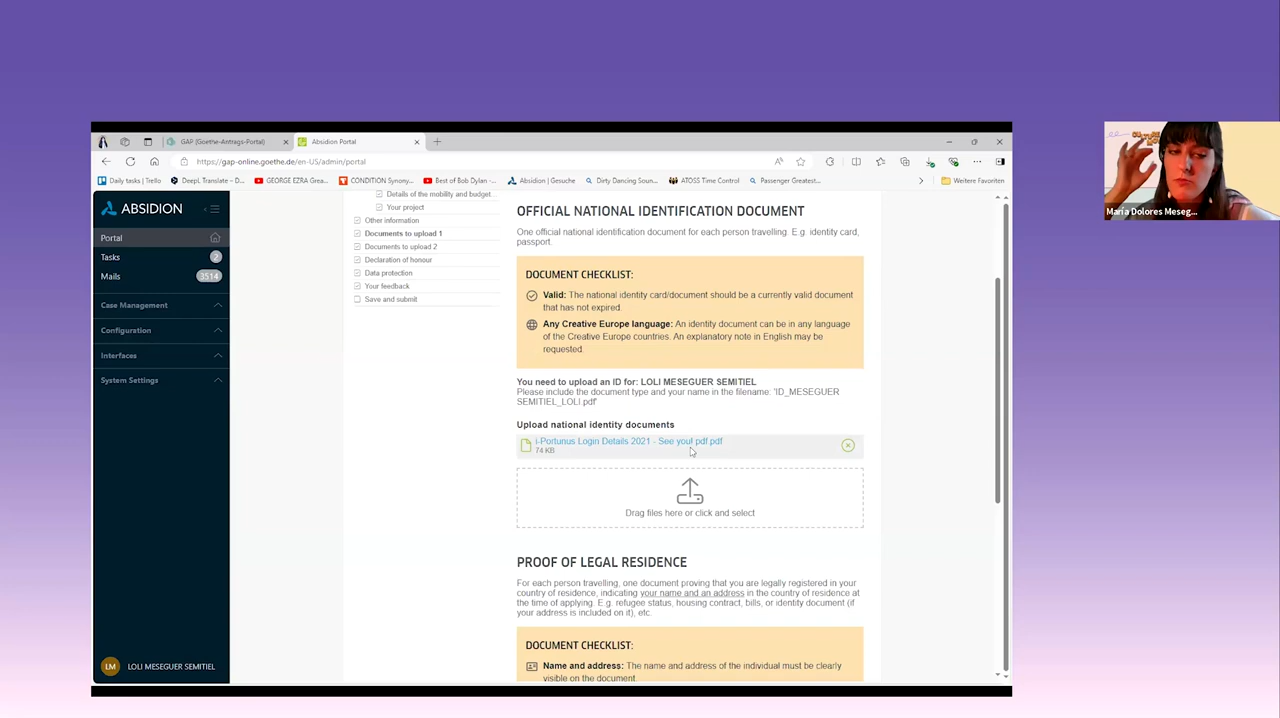 GAP (Goethe-Antrags-Portal)
Absidion Portal
https://gap-online.goethe.de/en-US/admin/portal
Daily tasks | Trello
DeepL Translate – D...
GEORGE EZRA Grea...
CONDITION Synony...
Best of Bob Dylan -...
Absidion | Gesuche
Dirty Dancing Soun...
ATOSS Time Control
Passenger Greatest...
Weitere Favoriten
ABSIDION
Portal
Tasks
2
Mails
3514
Case Management
Configuration
Interfaces
System Settings
LM
LOLI MESEGUER SEMITIEL
Details of the mobility and budget...
Your project
Other information
Documents to upload 1
Documents to upload 2
Declaration of honour
Data protection
Your feedback
Save and submit
OFFICIAL NATIONAL IDENTIFICATION DOCUMENT
One official national identification document for each person travelling. E.g. identity card,
passport.
DOCUMENT CHECKLIST:
Valid: The national identity card/document should be a currently valid document
that has not expired.
Any Creative Europe language: An identity document can be in any language
of the Creative Europe countries. An explanatory note in English may be
requested.
You need to upload an ID for: LOLI MESEGUER SEMITIEL
Please include the document type and your name in the filename: 'ID_MESEGUER
SEMITIEL_LOLI.pdf'
Upload national identity documents
i-Portunus Login Details 2021 - See you! pdf.pdf
74 KB
Drag files here or click and select
PROOF OF LEGAL RESIDENCE
For each person travelling, one document proving that you are legally registered in your
country of residence, indicating your name and an address in the country of residence at
the time of applying. E.g. refugee status, housing contract, bills, or identity document (if
your address is included on it), etc.
DOCUMENT CHECKLIST:
Name and address: The name and address of the individual must be clearly
visible on the document.
María Dolores Meseg...